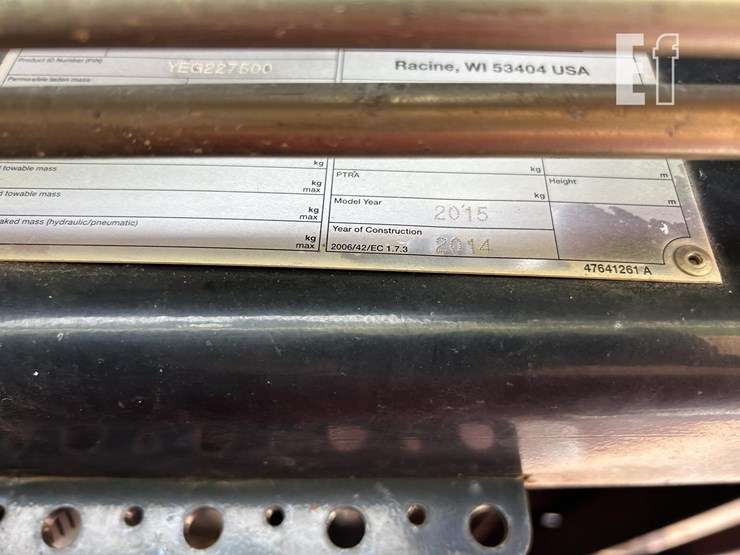 Product ID Number (PIN) YEG227500 Racine, WI 53404 USA
Permissible laden mass
kg PTRA kg m
towable mass kg max Height
Model Year 2015 kg m
towable mass kg max
Year of Construction
aked mass (hydraulic/pneumatic) kg max 2006/42/EC 1.7.3 2014
47641261 A
Ef